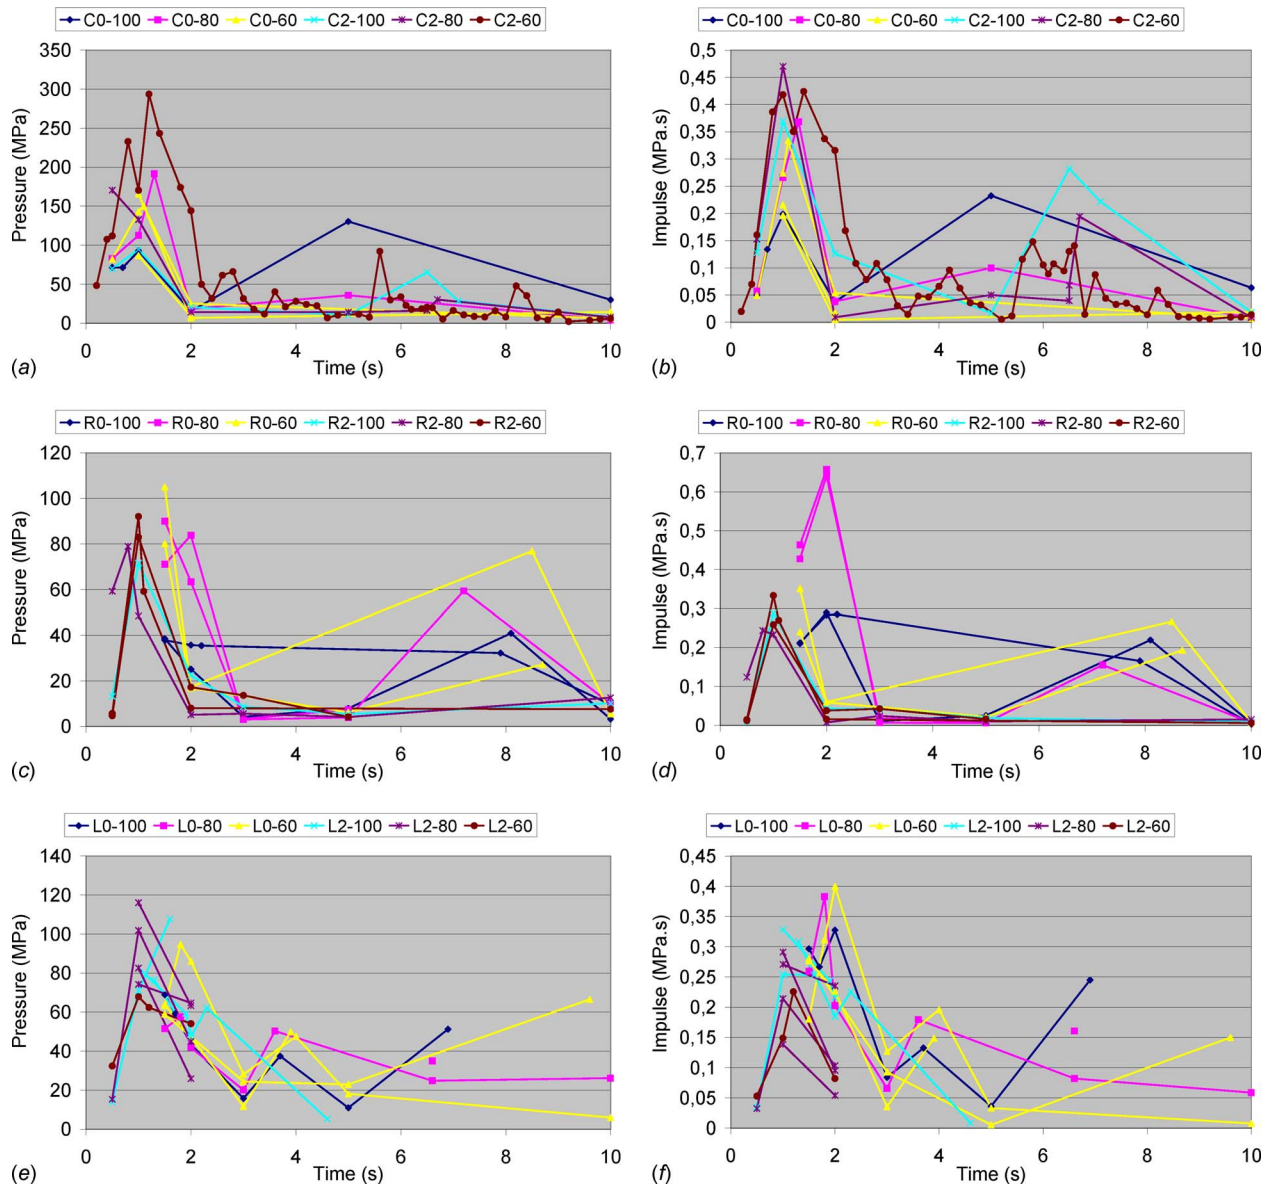 C0-100 C0-80 C0-60 C2-100 C2-80 C2-60
350
300
250
200
150
100
50
0
Pressure (MPa)
0 2 4 6 8 10
Time (s)
(a)
C0-100 C0-80 C0-60 C2-100 C2-80 C2-60
0,5
0,45
0,4
0,35
0,3
0,25
0,2
0,15
0,1
0,05
0
Impulse (MPa.s)
0 2 4 6 8 10
Time (s)
(b)
R0-100 R0-80 R0-60 R2-100 R2-80 R2-60
120
100
80
60
40
20
0
Pressure (MPa)
0 2 4 6 8 10
Time (s)
(c)
R0-100 R0-80 R0-60 R2-100 R2-80 R2-60
0,7
0,6
0,5
0,4
0,3
0,2
0,1
0
Impulse (MPa.s)
0 2 4 6 8 10
Time (s)
(d)
L0-100 L0-80 L0-60 L2-100 L2-80 L2-60
140
120
100
80
60
40
20
0
Pressure (MPa)
0 2 4 6 8 10
Time (s)
(e)
L0-100 L0-80 L0-60 L2-100 L2-80 L2-60
0,45
0,4
0,35
0,3
0,25
0,2
0,15
0,1
0,05
0
Impulse (MPa.s)
0 2 4 6 8 10
Time (s)
(f)